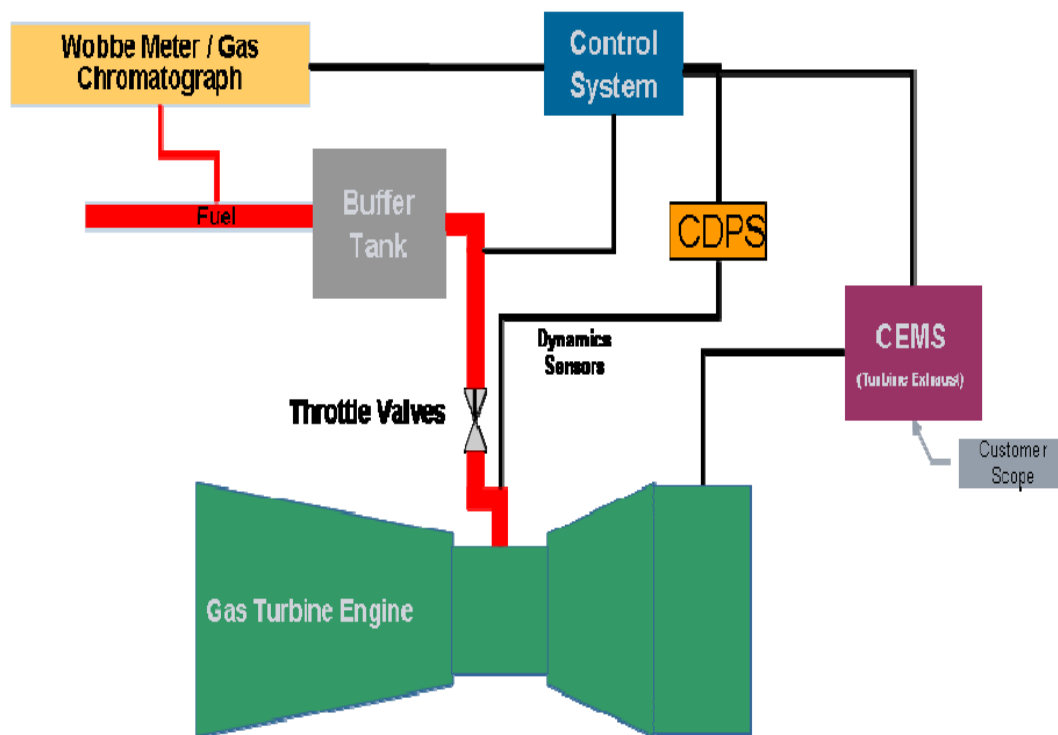 Wobbe Meter / Gas
Chromatograph
Control
System
Fuel
Buffer
Tank
CDPS
Dynamics
Sensors
CEMS
(Turbine Exhaust)
Throttle Valves
Customer
Scope
Gas Turbine Engine